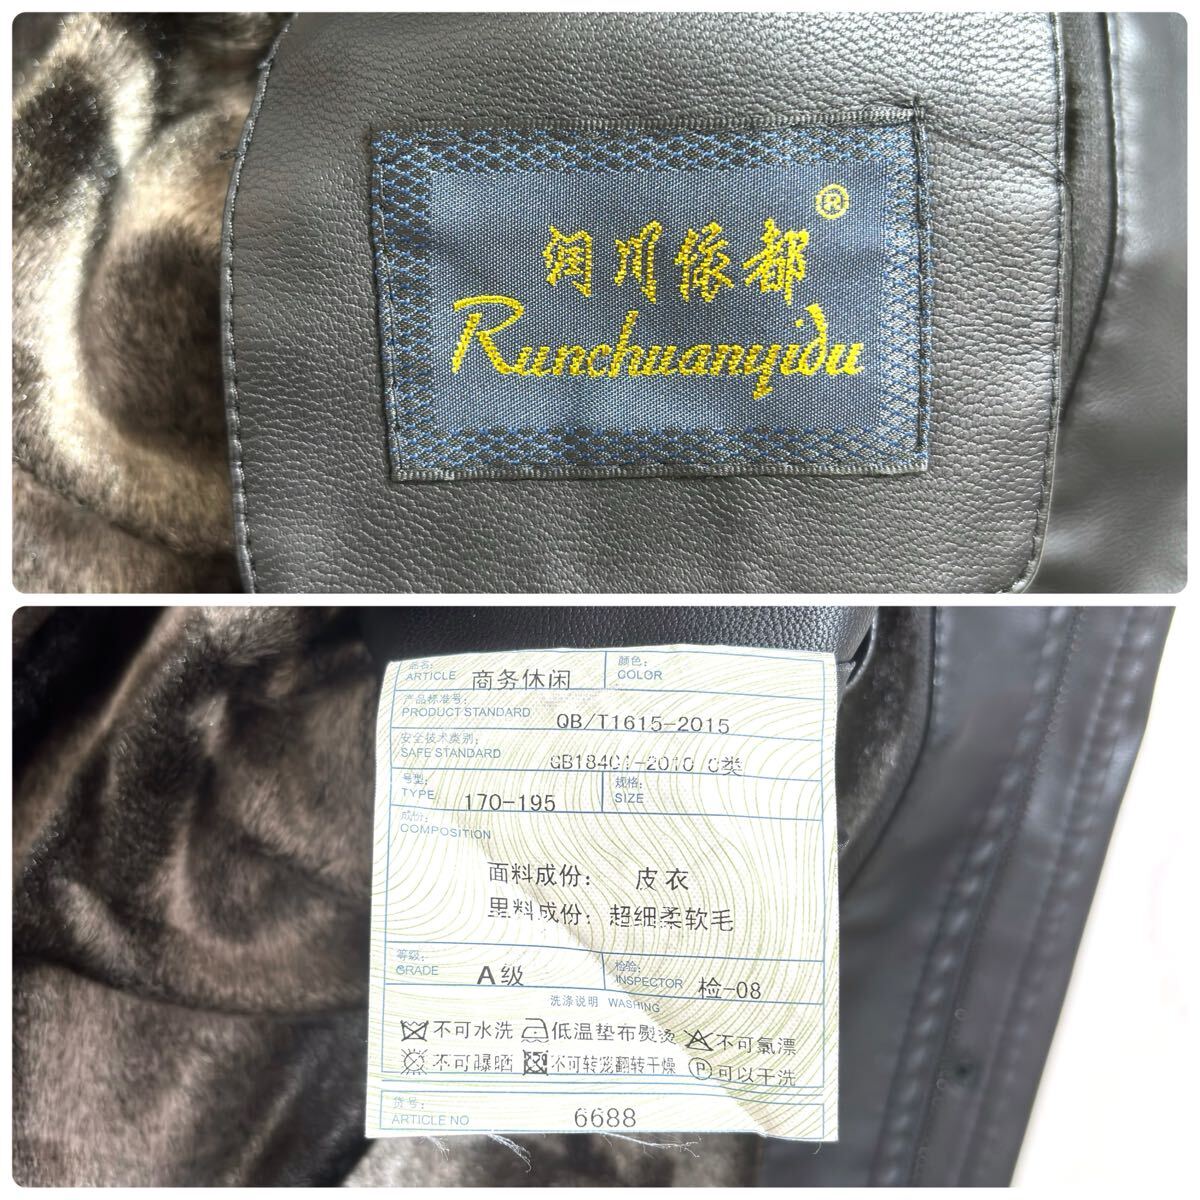 ®
润川依都
Runchuanyidu
品名: 商务休闲 颜色:
ARTICLE COLOR
产品标准号:
PRODUCT STANDARD QB/T1615-2015
安全技术类别:
SAFE STANDARD GB18401-2010 C类
号型: 规格:
TYPE 170-195 SIZE
成份:
COMPOSITION
面料成份: 皮衣
里料成份: 超细柔软毛
等级: 检验:
GRADE A级 INSPECTOR 检-08
洗涤说明 WASHING
不可水洗 低温垫布熨烫 不可氯漂
不可曝晒 不可转笼翻转干燥 P 可以干洗
货号:
ARTICLE NO 6688